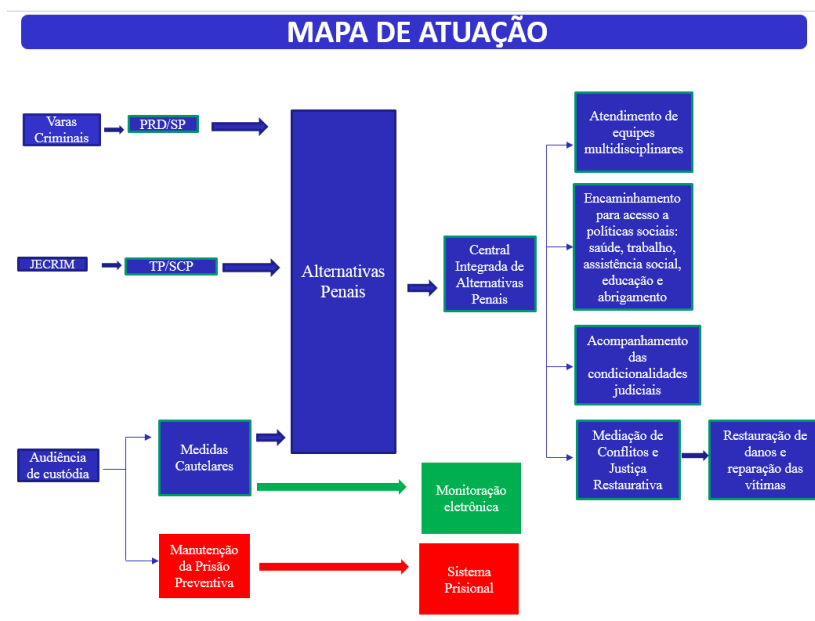 MAPA DE ATUAÇÃO
Varas
Criminais
PRD/SP
JECRIM
TP/SCP
Audiência
de custódia
Medidas
Cautelares
Manutenção
da Prisão
Preventiva
Alternativas
Penais
Monitoração
eletrônica
Sistema
Prisional
Central
Integrada de
Alternativas
Penais
Atendimento de
equipes
multidisciplinares
Encaminhamento
para acesso a
políticas sociais:
saúde, trabalho,
assistência social,
educação e
abrigamento
Acompanhamento
das
condicionalidades
judiciais
Mediação de
Conflitos e
Justiça
Restaurativa
Restauração de
danos e
reparação das
vítimas